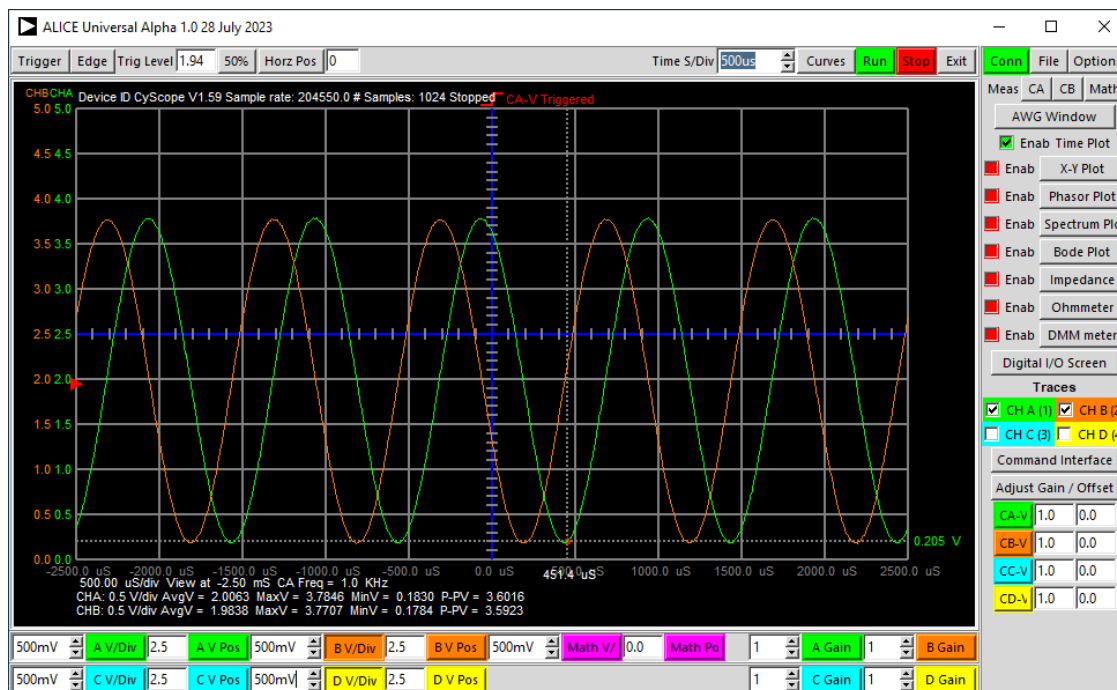 ALICE Universal Alpha 1.0 28 July 2023
Trigger Edge Trig Level 1.94 50% Horz Pos 0 Time S/Div 500us Curves Run Stop Exit Conn File Option
Meas CA CB Math
CHB CHA Device ID CyScope V1.59 Sample rate: 204550.0 # Samples: 1024 Stopped CA-V Triggered
5.0 5.0
4.5 4.5
4.0 4.0
3.5 3.5
3.0 3.0
2.5 2.5
2.0 2.0
1.5 1.5
1.0 1.0
0.5 0.5
0.0 0.0
0.205 V
-2500.0 uS -2000.0 uS -1500.0 uS -1000.0 uS -500.0 uS 0.0 uS 500.0 uS 1000.0 uS 1500.0 uS 2000.0 uS 2500.0 uS
451.4 uS
500.00 uS/div View at -2.50 mS CA Freq = 1.0 KHz
CHA: 0.5 V/div AvgV = 2.0063 MaxV = 3.7846 MinV = 0.1830 P-PV = 3.6016
CHB: 0.5 V/div AvgV = 1.9838 MaxV = 3.7707 MinV = 0.1784 P-PV = 3.5923
AWG Window
Enab Time Plot
Enab X-Y Plot
Enab Phasor Plot
Enab Spectrum Plo
Enab Bode Plot
Enab Impedance
Enab Ohmmeter
Enab DMM meter
Digital I/O Screen
Traces
CH A (1) CH B (2
CH C (3) CH D (4
Command Interface
Adjust Gain / Offset
CA-V 1.0 0.0
CB-V 1.0 0.0
CC-V 1.0 0.0
CD-V 1.0 0.0
500mV A V/Div 2.5 A V Pos 500mV B V/Div 2.5 B V Pos 500mV Math V/ 0.0 Math Po 1 A Gain 1 B Gain
500mV C V/Div 2.5 C V Pos 500mV D V/Div 2.5 D V Pos 1 C Gain 1 D Gain